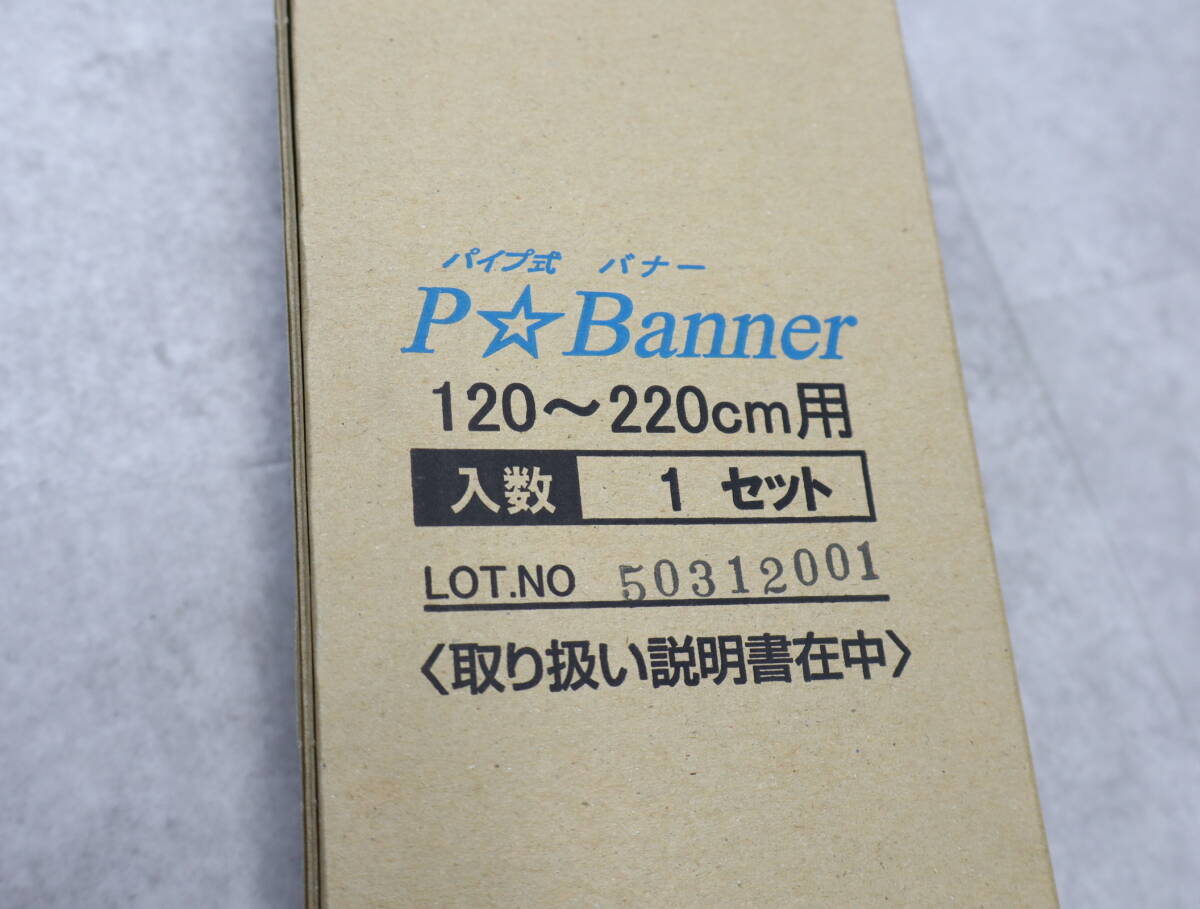 パイプ式 バナー
P☆Banner
120～220cm用
入数 1 セット
LOT.NO 50312001
〈取り扱い説明書在中〉